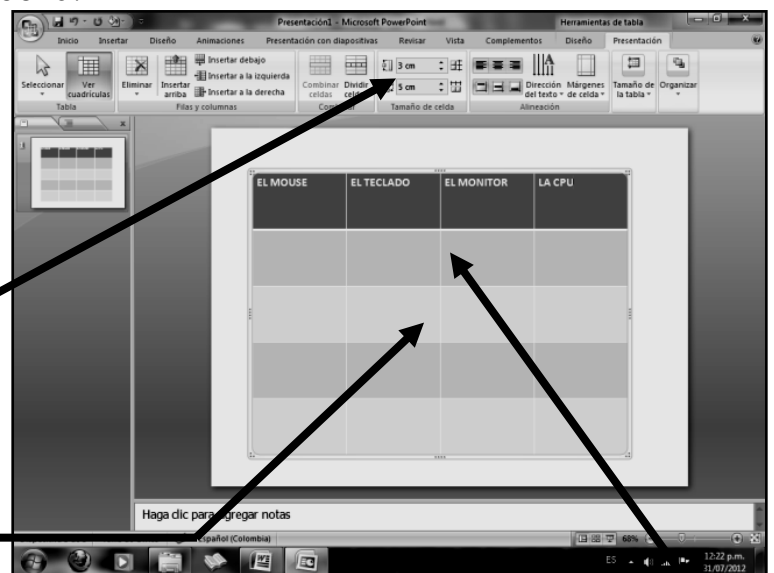 Presentación1 - Microsoft PowerPoint
Herramientas de tabla
Inicio Insertar Diseño Animaciones Presentación con diapositivas Revisar Vista Complementos Diseño Presentación
Seleccionar
Ver cuadrículas
Tabla
Eliminar
Insertar arriba
Insertar debajo
Insertar a la izquierda
Insertar a la derecha
Filas y columnas
Combinar celdas
Dividir
3 cm
5 cm
Tamaño de celda
Dirección del texto
Márgenes de celda
Alineación
Tamaño de la tabla
Organizar
1
EL MOUSE EL TECLADO EL MONITOR LA CPU
Haga clic para agregar notas
Español (Colombia)
68%
ES
12:22 p.m.
31/07/2012